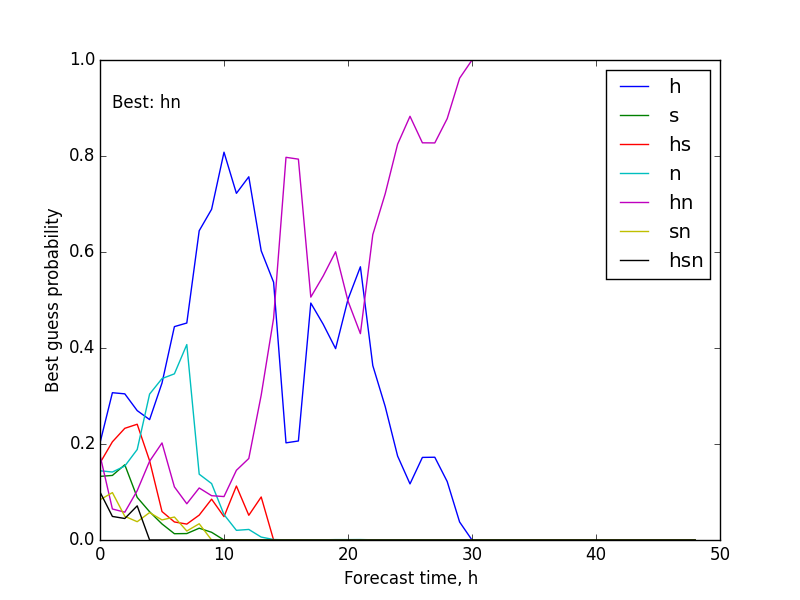 1.0
0.8
0.6
0.4
0.2
0.0
Best guess probability
Best: hn
h
s
hs
n
hn
sn
hsn
0 10 20 30 40 50
Forecast time, h